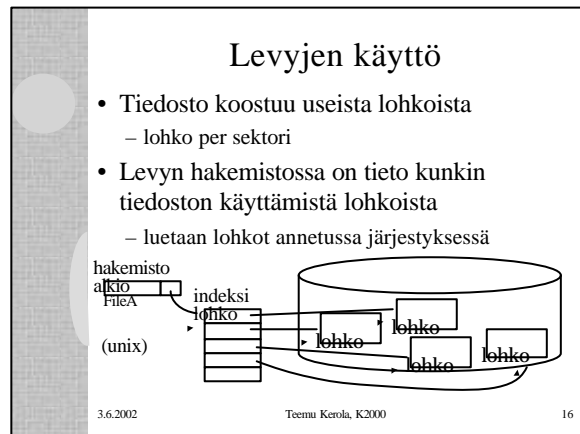 Levyjen käyttö
• Tiedosto koostuu useista lohkoista
– lohko per sektori
• Levyn hakemistossa on tieto kunkin
tiedoston käyttämistä lohkoista
– luetaan lohkot annetussa järjestyksessä
hakemisto
alkio
FileA
indeksi
lohko
(unix)
lohko
lohko
lohko
lohko
3.6.2002
Teemu Kerola, K2000
16